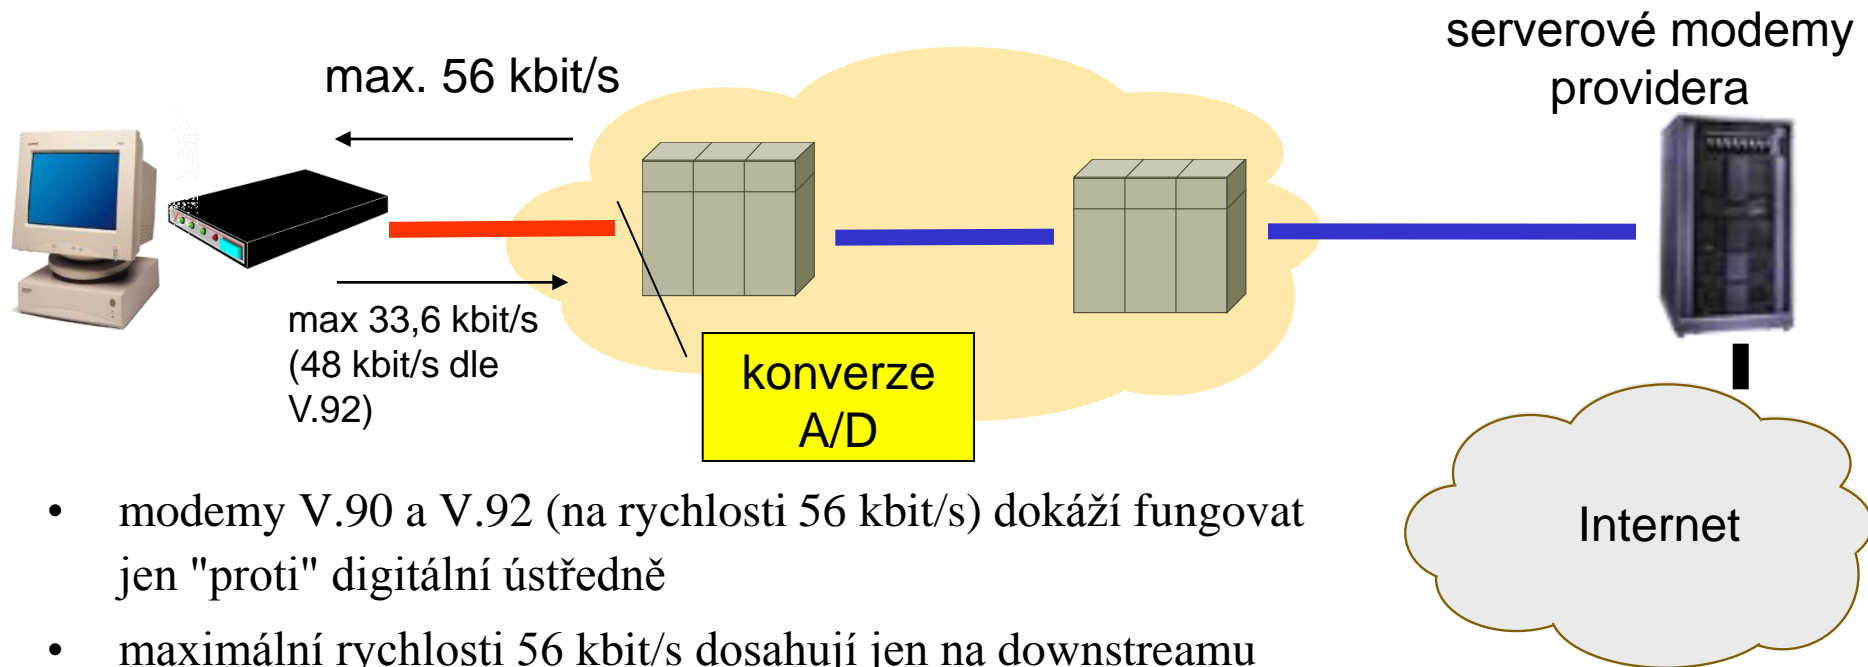 serverové modemy
providera
max. 56 kbit/s
max 33,6 kbit/s
(48 kbit/s dle
V.92)
konverze
A/D
Internet
• modemy V.90 a V.92 (na rychlosti 56 kbit/s) dokáží fungovat
jen "proti" digitální ústředně
• maximální rychlosti 56 kbit/s dosahují jen na downstreamu